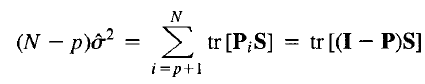 (N − p)σ̂² = ∑_{i=p+1}^{N} tr [P_i S] = tr [(I − P)S]